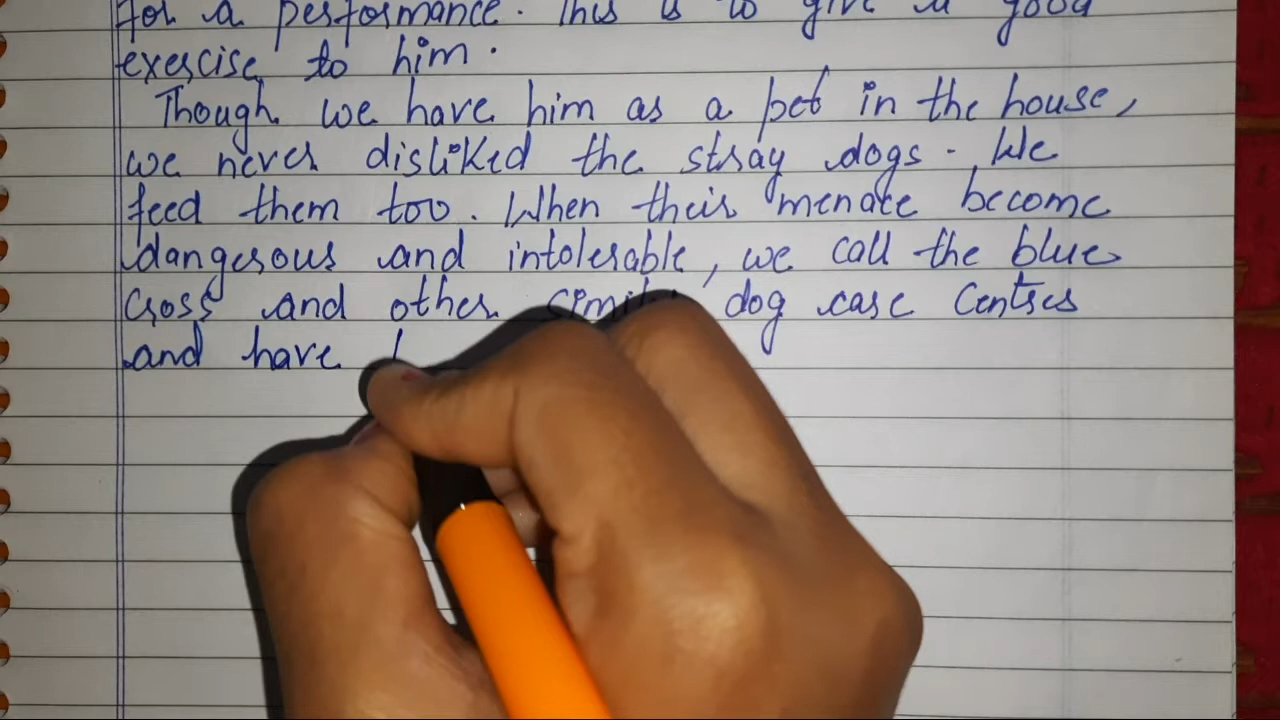 for a performance. This is to give a good
exercise to him.
Though we have him as a pet in the house,
we never disliked the stray dogs. We
feed them too. When their menace become
dangerous and intolerable, we call the blue
cross and other dog care centres
and have